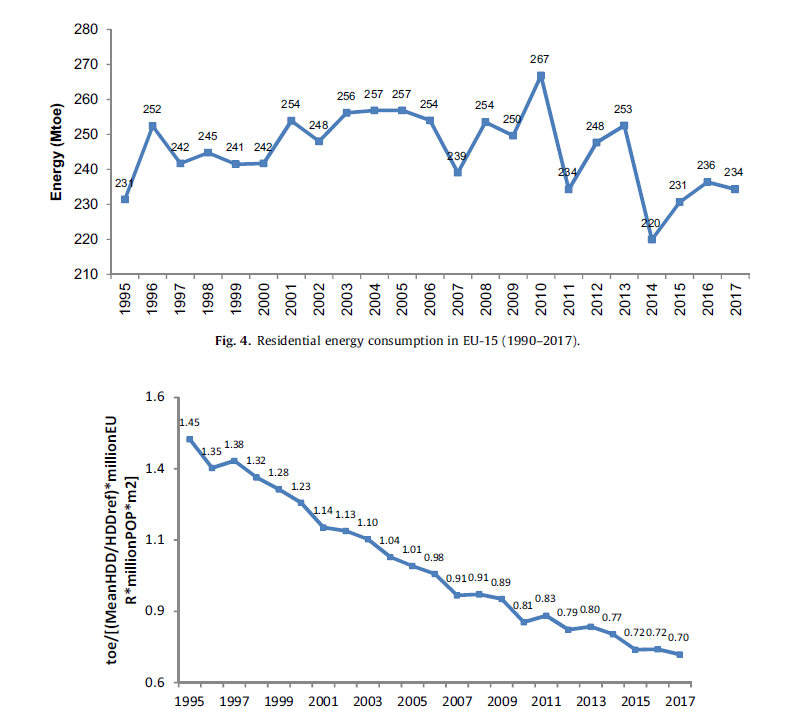 280
270
260
250
240
230
220
210
Energy (Mtoe)
231 252 242 245 241 242 254 248 256 257 257 254 239 254 250 267 234 248 253 220 231 236 234
1995 1996 1997 1998 1999 2000 2001 2002 2003 2004 2005 2006 2007 2008 2009 2010 2011 2012 2013 2014 2015 2016 2017
Fig. 4. Residential energy consumption in EU-15 (1990–2017).
1.6
1.4
1.1
0.9
0.6
toe/[(MeanHDD/HDDref)*millionEU
R*millionPOP*m2]
1.45 1.35 1.38 1.32 1.28 1.23 1.14 1.13 1.10 1.04 1.01 0.98 0.91 0.91 0.89 0.81 0.83 0.79 0.80 0.77 0.72 0.72 0.70
1995 1997 1999 2001 2003 2005 2007 2009 2011 2013 2015 2017